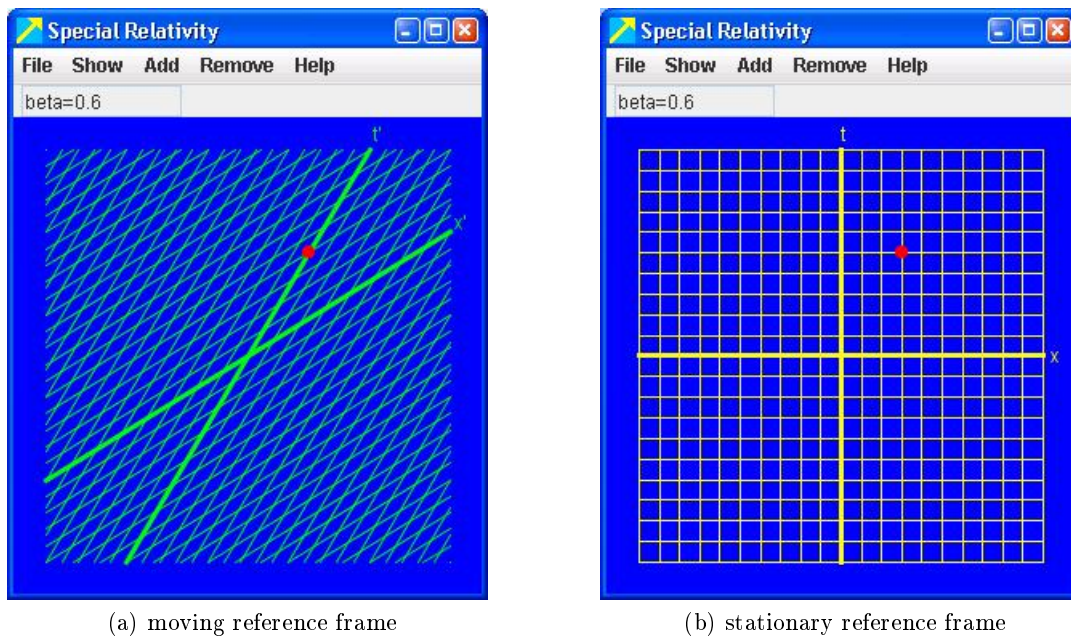 Special Relativity
File Show Add Remove Help
beta=0.6
t'
x'
(a) moving reference frame
Special Relativity
File Show Add Remove Help
beta=0.6
t
x
(b) stationary reference frame